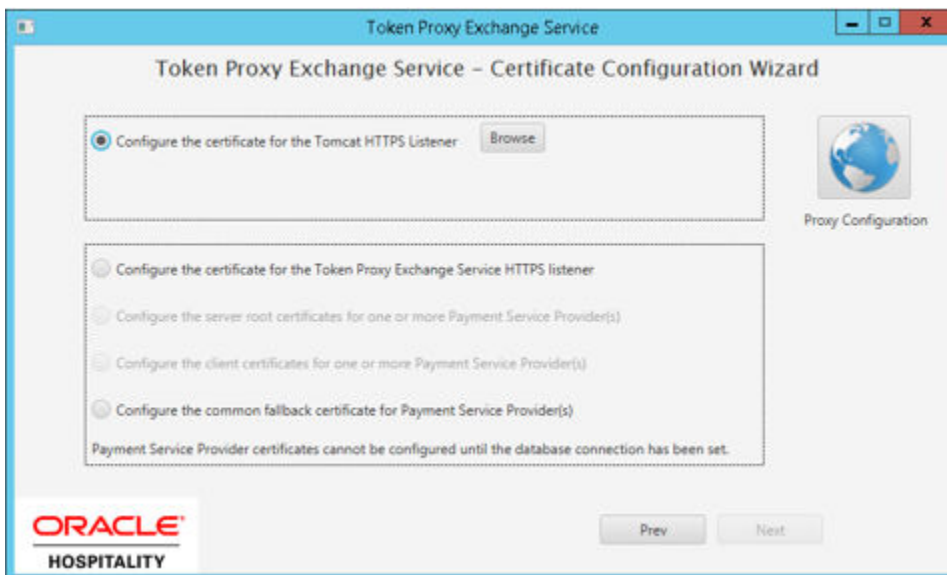 Token Proxy Exchange Service
Token Proxy Exchange Service – Certificate Configuration Wizard
Configure the certificate for the Tomcat HTTPS Listener
Browse
Proxy Configuration
Configure the certificate for the Token Proxy Exchange Service HTTPS listener
Configure the server root certificates for one or more Payment Service Provider(s)
Configure the client certificates for one or more Payment Service Provider(s)
Configure the common fallback certificate for Payment Service Provider(s)
Payment Service Provider certificates cannot be configured until the database connection has been set.
ORACLE
HOSPITALITY
Prev
Next